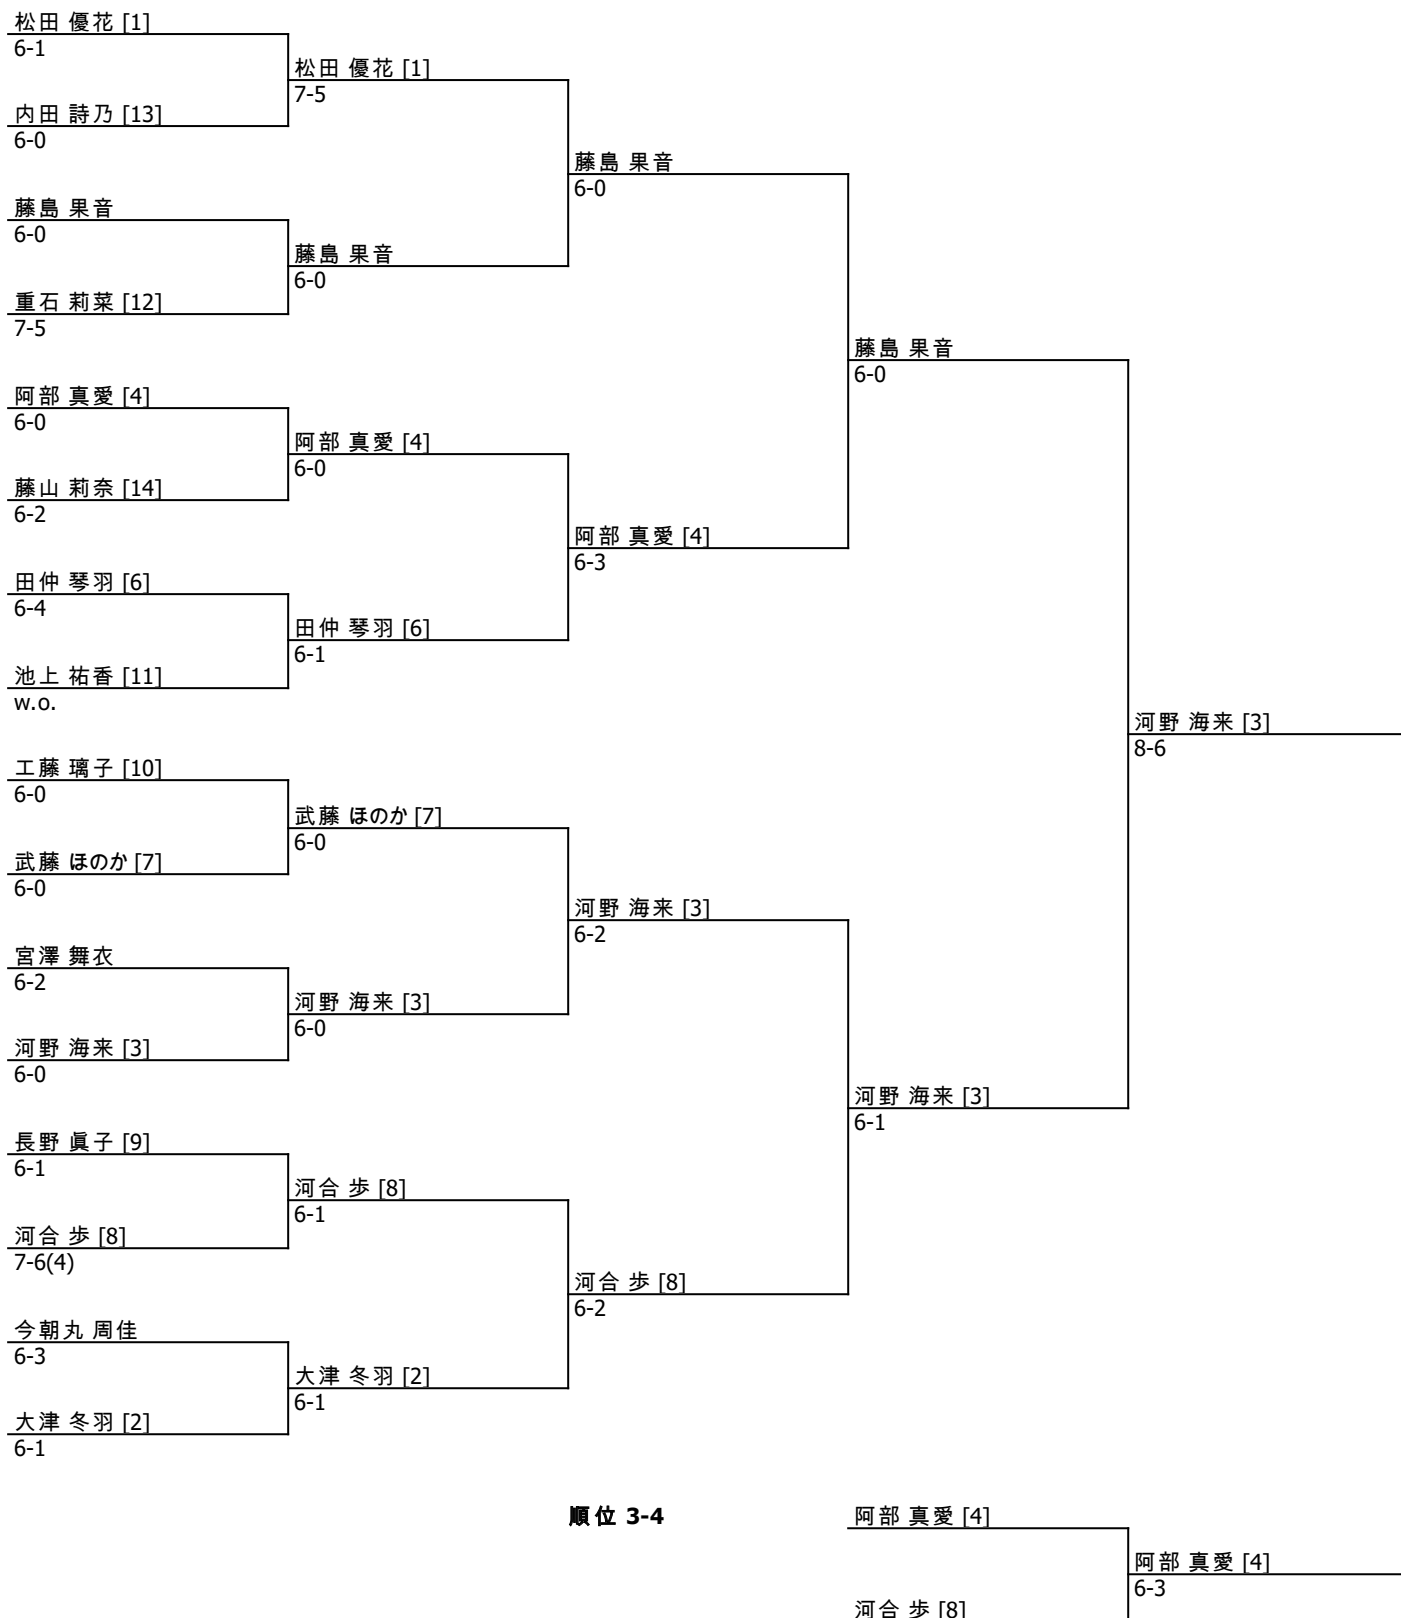 松田 優花 [1]
6-1
内田 詩乃 [13]
6-0
藤島 果音
6-0
重石 莉菜 [12]
7-5
阿部 真愛 [4]
6-0
藤山 莉奈 [14]
6-2
田仲 琴羽 [6]
6-4
池上 祐香 [11]
w.o.
工藤 璃子 [10]
6-0
武藤 ほのか [7]
6-0
宮澤 舞衣
6-2
河野 海来 [3]
6-0
長野 眞子 [9]
6-1
河合 歩 [8]
7-6(4)
今朝丸 周佳
6-3
大津 冬羽 [2]
6-1
松田 優花 [1]
7-5
藤島 果音
6-0
阿部 真愛 [4]
6-0
田仲 琴羽 [6]
6-1
武藤 ほのか [7]
6-0
河野 海来 [3]
6-0
河合 歩 [8]
6-1
大津 冬羽 [2]
6-1
藤島 果音
6-0
阿部 真愛 [4]
6-3
河野 海来 [3]
6-2
河合 歩 [8]
6-2
藤島 果音
6-0
河野 海来 [3]
6-1
河野 海来 [3]
8-6
順位 3-4
阿部 真愛 [4]
河合 歩 [8]
阿部 真愛 [4]
6-3